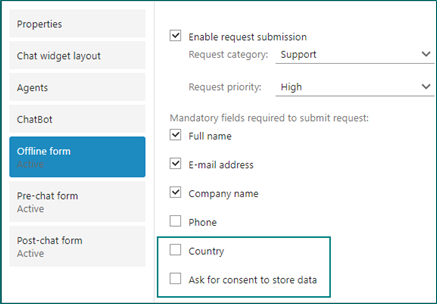 Properties
Chat widget layout
Agents
ChatBot
Offline form
Active
Pre-chat form
Active
Post-chat form
Active
Enable request submission
Request category: Support
Request priority: High
Mandatory fields required to submit request:
Full name
E-mail address
Company name
Phone
Country
Ask for consent to store data